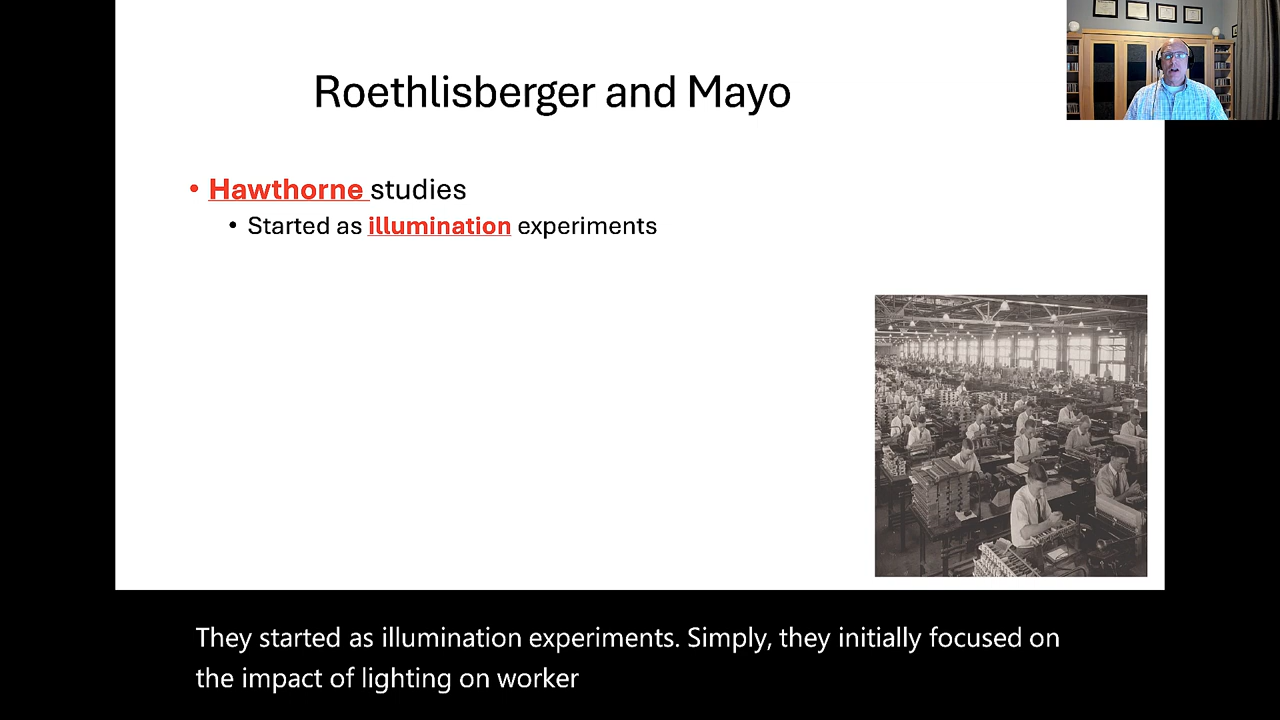 Roethlisberger and Mayo
• Hawthorne studies
• Started as illumination experiments
They started as illumination experiments. Simply, they initially focused on
the impact of lighting on worker